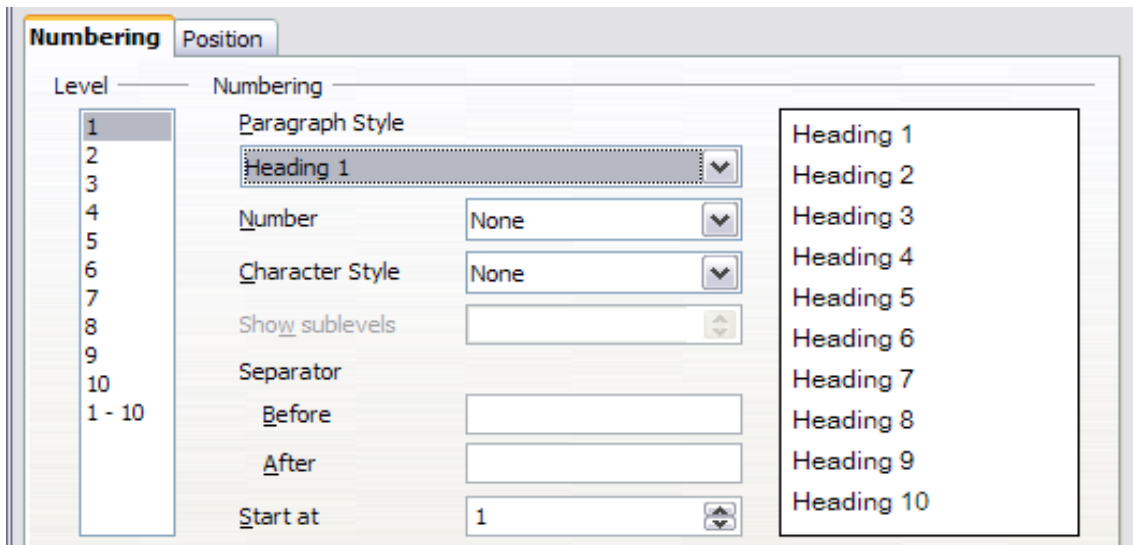 Numbering Position
Level Numbering
1
2
3
4
5
6
7
8
9
10
1 - 10
Paragraph Style
Heading 1
Number None
Character Style None
Show sublevels
Separator
Before
After
Start at 1
Heading 1
Heading 2
Heading 3
Heading 4
Heading 5
Heading 6
Heading 7
Heading 8
Heading 9
Heading 10